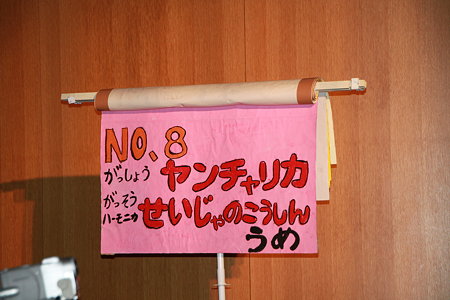 NO、8
がっしょう ヤンチャリカ
がっそう
ハーモニカ せいじゃのこうしん
うめ